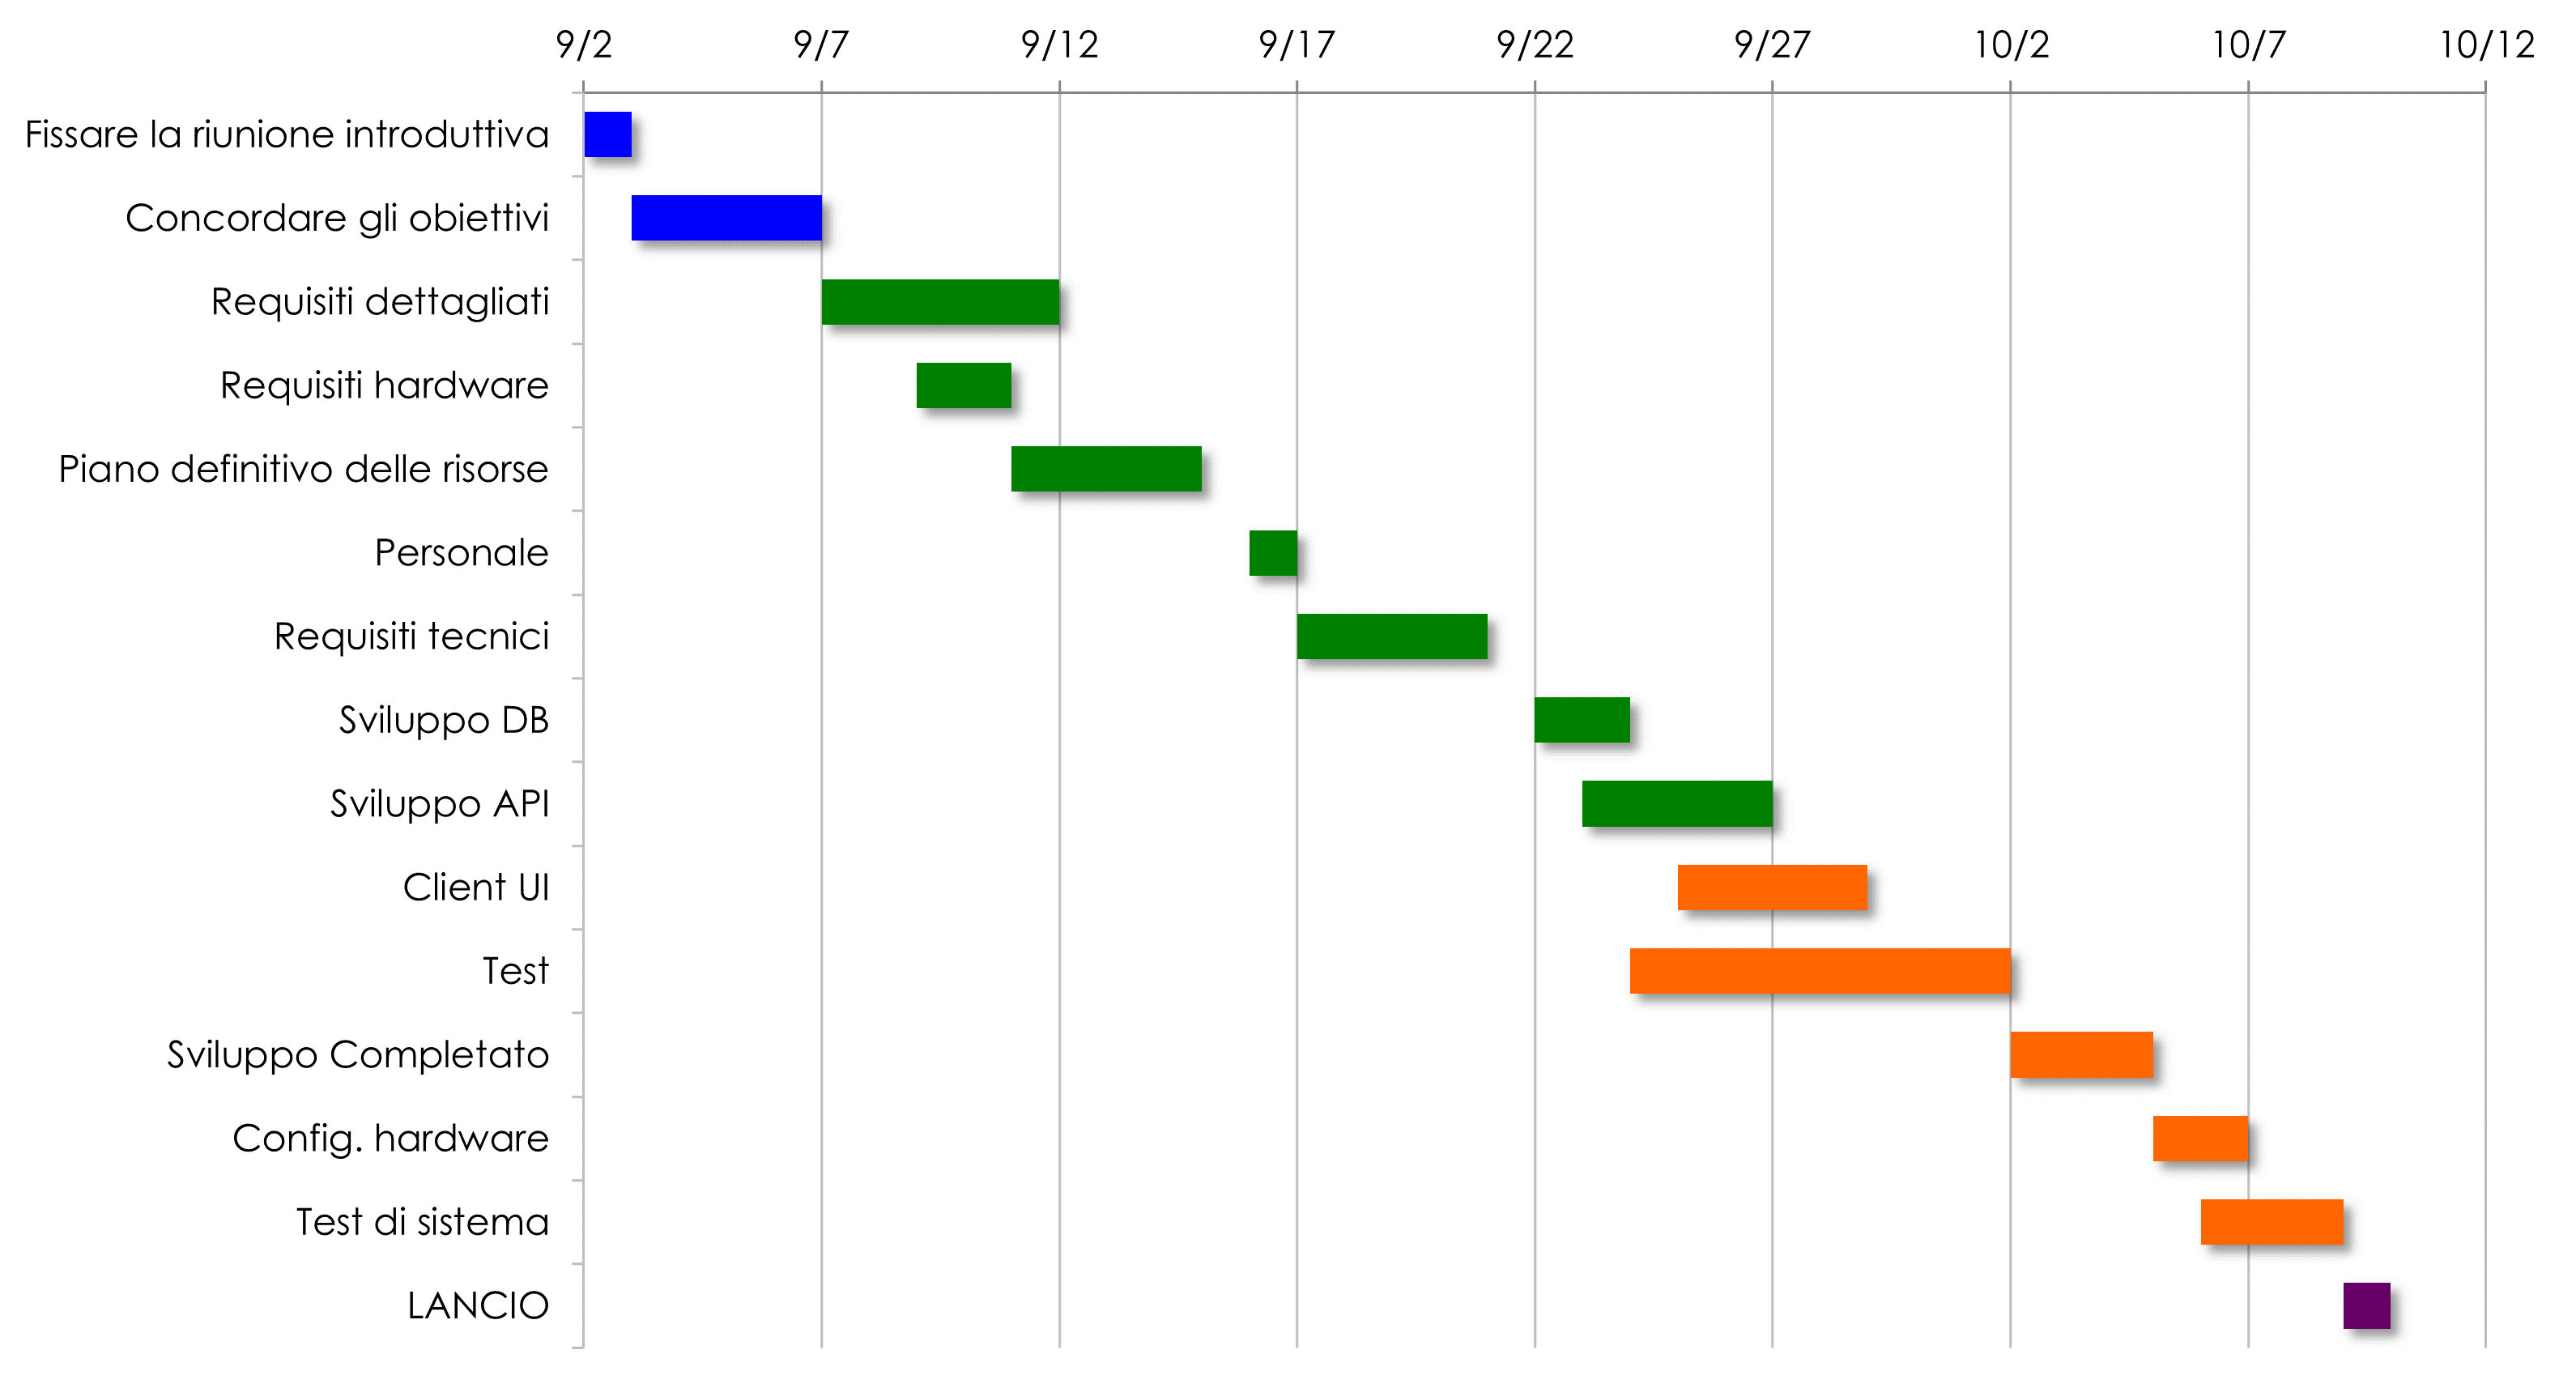 9/2 9/7 9/12 9/17 9/22 9/27 10/2 10/7 10/12
Fissare la riunione introduttiva
Concordare gli obiettivi
Requisiti dettagliati
Requisiti hardware
Piano definitivo delle risorse
Personale
Requisiti tecnici
Sviluppo DB
Sviluppo API
Client UI
Test
Sviluppo Completato
Config. hardware
Test di sistema
LANCIO